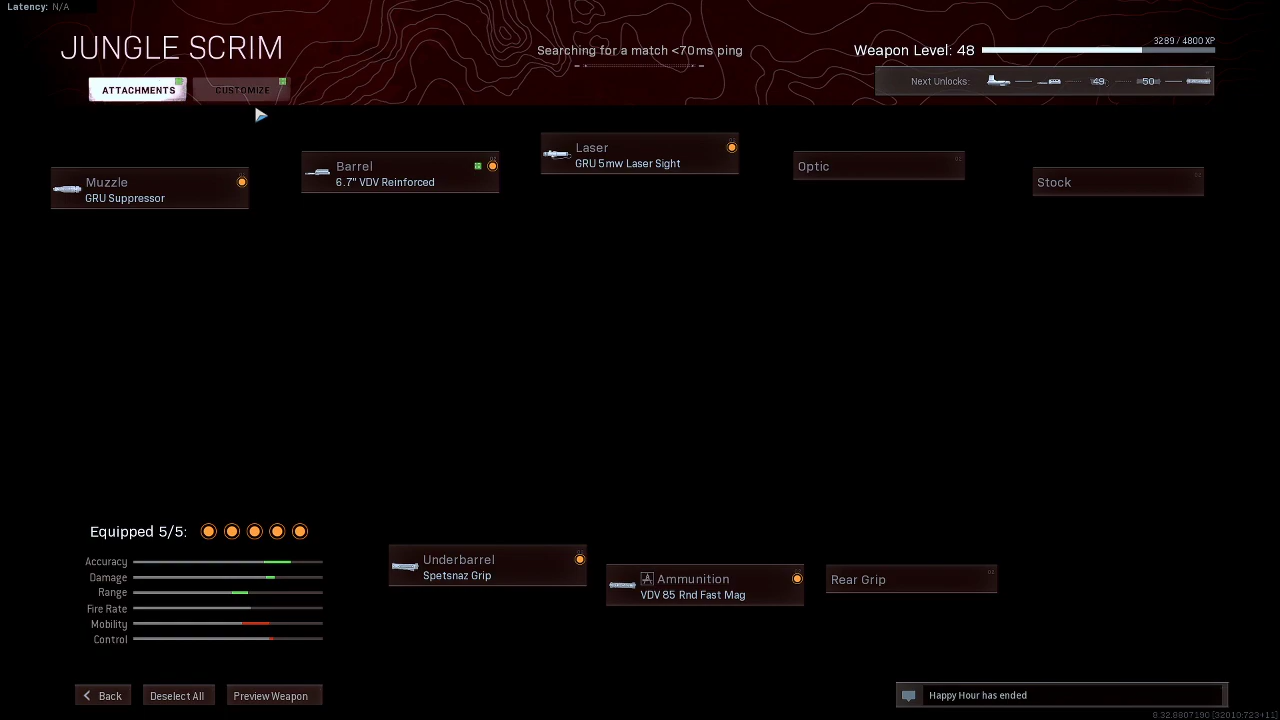 Latency: N/A
JUNGLE SCRIM
Searching for a match <70ms ping
Weapon Level: 48
3289 / 4800 XP
ATTACHMENTS
CUSTOMIZE
Next Unlocks:
49
50
Muzzle
GRU Suppressor
Barrel
6.7" VDV Reinforced
Laser
GRU 5mw Laser Sight
Optic
Stock
Equipped 5/5:
Accuracy
Damage
Range
Fire Rate
Mobility
Control
Underbarrel
Spetsnaz Grip
A Ammunition
VDV 85 Rnd Fast Mag
Rear Grip
Back
Deselect All
Preview Weapon
Happy Hour has ended